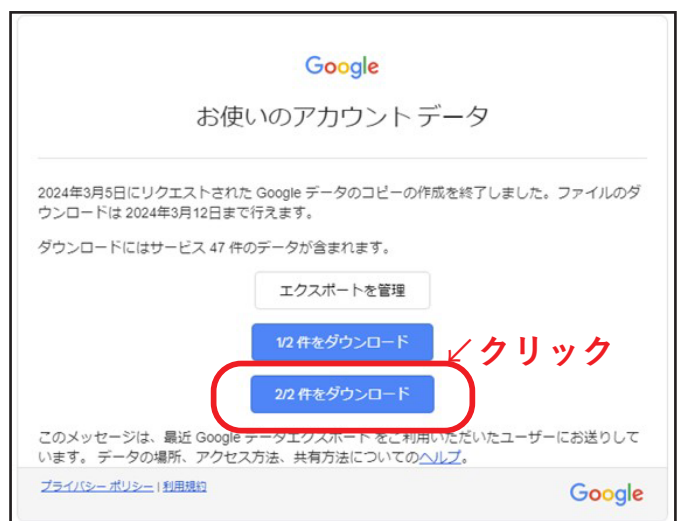 Google
お使いのアカウント データ
2024年3月5日にリクエストされた Google データのコピーの作成を終了しました。ファイルのダ
ウンロードは 2024年3月12日まで行えます。
ダウンロードにはサービス 47 件のデータが含まれます。
エクスポートを管理
1/2 件をダウンロード
↙クリック
2/2 件をダウンロード
このメッセージは、最近 Google データエクスポート をご利用いただいたユーザーにお送りして
います。 データの場所、アクセス方法、共有方法についてのヘルプ。
プライバシー ポリシー | 利用規約
Google